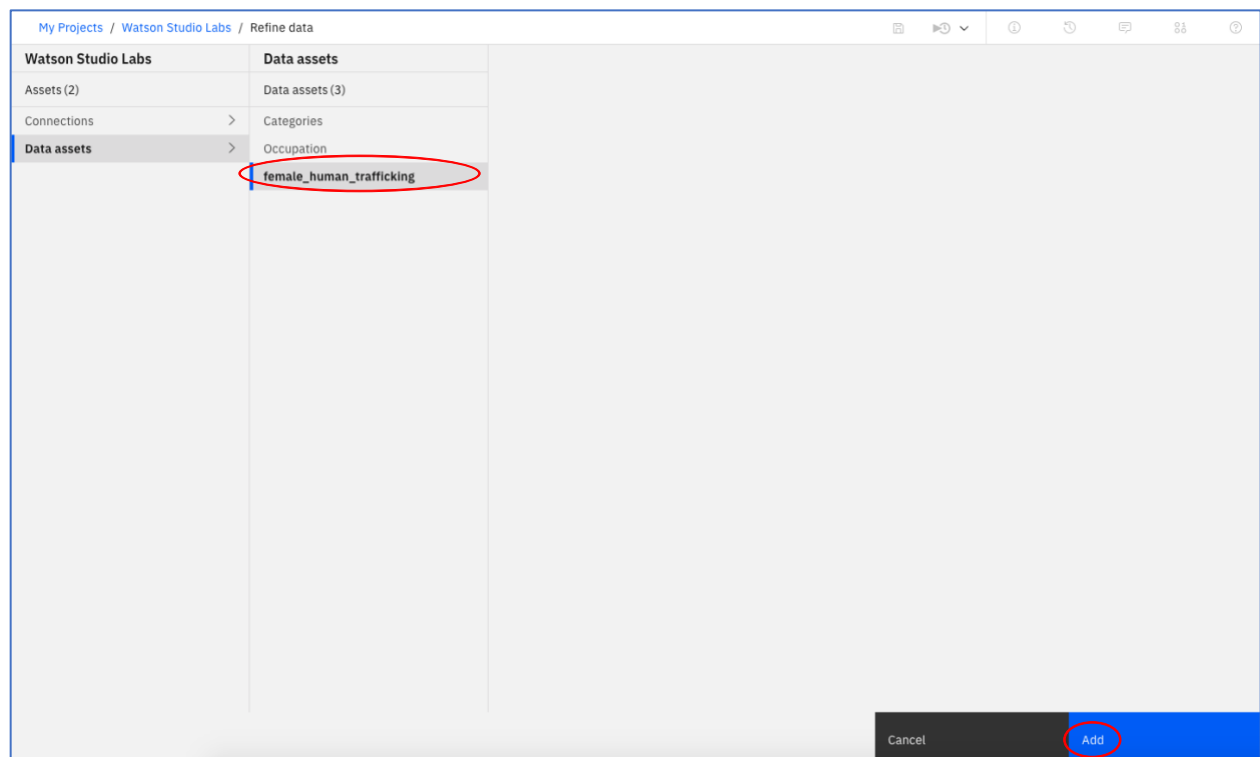 My Projects / Watson Studio Labs / Refine data
Watson Studio Labs
Assets (2)
Connections
Data assets
Data assets
Data assets (3)
Categories
Occupation
female_human_trafficking
Cancel
Add